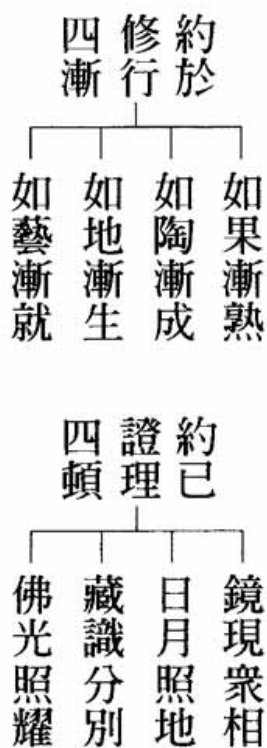 約於
修行
四漸
如果漸熟
如陶漸成
如地漸生
如藝漸就
約已
證理
四頓
鏡現衆相
日月照地
藏識分別
佛光照耀